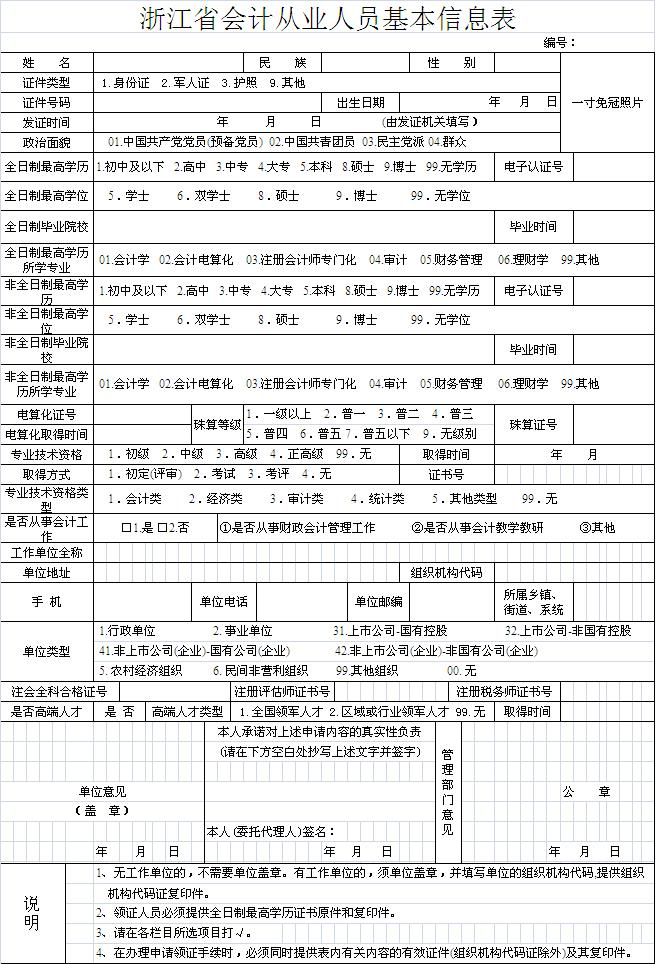 浙江省会计从业人员基本信息表
编号：
姓 名 民 族 性 别
证件类型 1.身份证 2.军人证 3.护照 9.其他
一寸免冠照片
证件号码 出生日期 年 月 日
发证时间 年 月 日 (由发证机关填写)
政治面貌 01.中国共产党党员(预备党员) 02.中国共青团员 03.民主党派 04.群众
全日制最高学历 1.初中及以下 2.高中 3.中专 4.大专 5.本科 8.硕士 9.博士 99.无学历 电子认证号
全日制最高学位 5．学士 6．双学士 8．硕士 9．博士 99．无学位
全日制毕业院校 毕业时间
全日制最高学历
所学专业
01.会计学 02.会计电算化 03.注册会计师专门化 04.审计 05.财务管理 06.理财学 99.其他
非全日制最高学
历
1.初中及以下 2.高中 3.中专 4.大专 5.本科 8.硕士 9.博士 99.无学历 电子认证号
非全日制最高学
位
5．学士 6．双学士 8．硕士 9．博士 99．无学位
非全日制毕业院
校
毕业时间
非全日制最高学
历所学专业
01.会计学 02.会计电算化 03.注册会计师专门化 04.审计 05.财务管理 06.理财学 99.其他
电算化证号
电算化取得时间
珠算等级
1．一级以上 2．普一 3．普二 4．普三
5．普四 6．普五 7．普五以下 9．无级别
珠算证号
专业技术资格 1．初级 2．中级 3．高级 4．正高级 99．无 取得时间 年 月
取得方式 1．初定(评审) 2．考试 3．考评 4．无 证书号
专业技术资格类
型
1．会计类 2．经济类 3．审计类 4．统计类 5．其他类型 99．无
是否从事会计工
作
□1.是 □2.否 ①是否从事财政会计管理工作 ②是否从事会计教学教研 ③其他
工作单位全称
单位地址 组织机构代码
手 机 单位电话 单位邮编
所属乡镇、
街道、系统
单位类型
1.行政单位 2. 事业单位 31.上市公司-国有控股 32.上市公司-非国有控股
41.非上市公司(企业)-国有公司(企业) 42.非上市公司(企业)-非国有公司(企业)
5. 农村经济组织 6. 民间非营利组织 99.其他组织 00. 无
注会全科合格证号 注册评估师证书号 注册税务师证书号
是否高端人才 是 否 高端人才类型 1. 全国领军人才 2. 区域或行业领军人才 99. 无 取得时间
单位意见
（盖 章）
年 月 日
本人承诺对上述申请内容的真实性负责
(请在下方空白处抄写上述文字并签字)
本人(委托代理人)签名：
年 月 日
管
理
部
门
意
见
公 章
年 月 日
说
明
1、无工作单位的，不需要单位盖章。有工作单位的，须单位盖章，并填写单位的组织机构代码,提供组织
机构代码证复印件。
2、领证人员必须提供全日制最高学历证书原件和复印件。
3、请在各栏目所选项目打√。
4、在办理申请领证手续时，必须同时提供表内有关内容的有效证件(组织机构代码证除外)及其复印件。